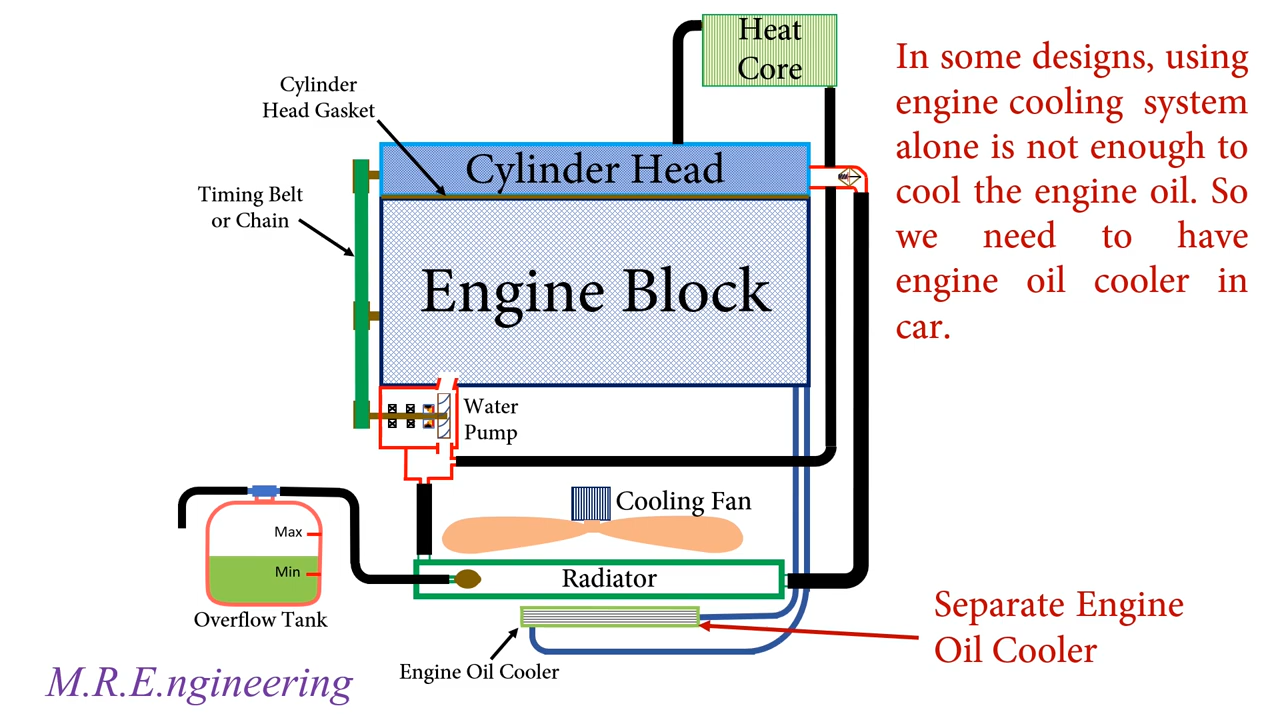 Heat
Core
In some designs, using
engine cooling system
alone is not enough to
cool the engine oil. So
we need to have
engine oil cooler in
car.
Cylinder
Head Gasket
Cylinder Head
Timing Belt
or Chain
Engine Block
Water
Pump
Cooling Fan
Max
Min
Radiator
Overflow Tank
Separate Engine
Oil Cooler
Engine Oil Cooler
M.R.E.ngineering